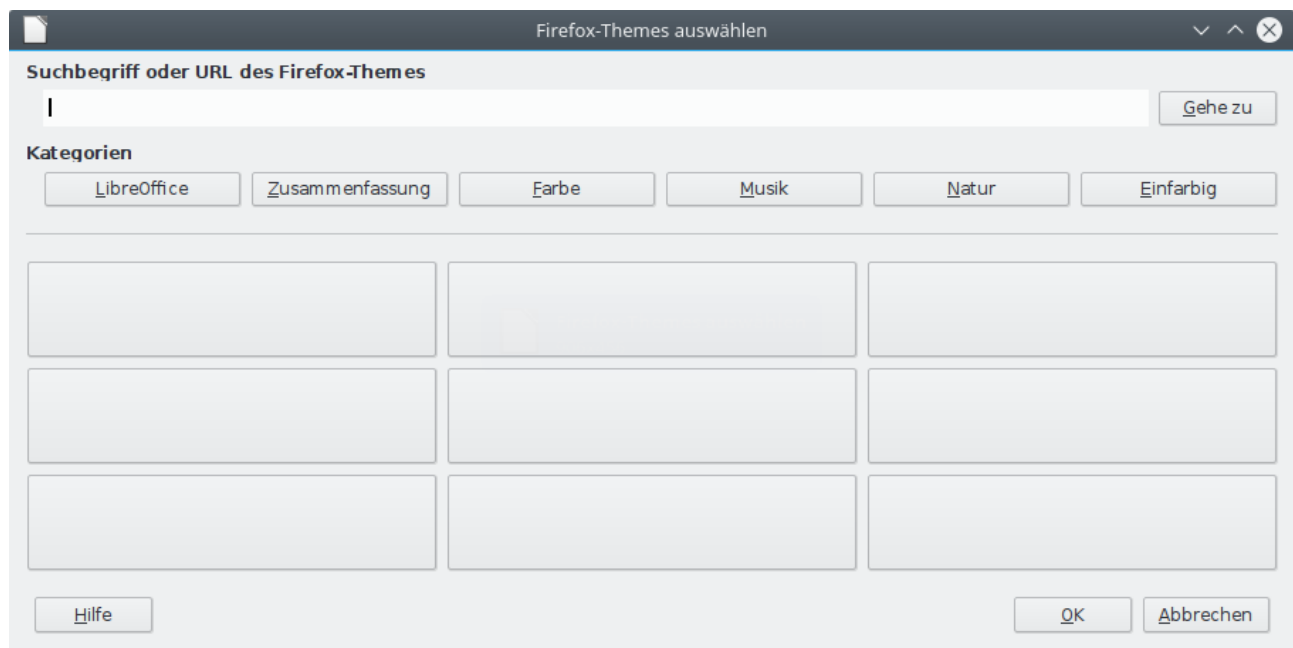 Firefox-Themes auswählen
Suchbegriff oder URL des Firefox-Themes
Gehe zu
Kategorien
LibreOffice Zusammenfassung Farbe Musik Natur Einfarbig
Hilfe OK Abbrechen